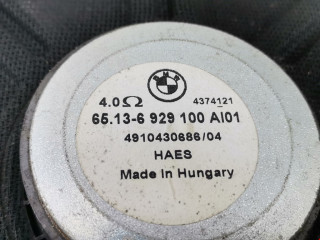 BMW
4.0Ω 4374121
65.13-6 929 100 AI01
4910430686/04
HAES
Made in Hungary